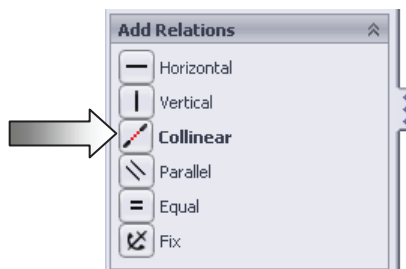 Add Relations
Horizontal
Vertical
Collinear
Parallel
Equal
Fix